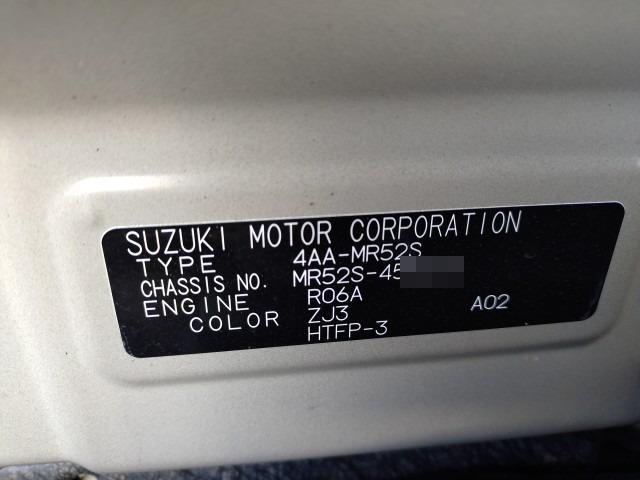 SUZUKI MOTOR CORPORATION
TYPE 4AA-MR52S
CHASSIS NO. MR52S-45
ENGINE R06A
COLOR ZJ3 A02
HTFP-3